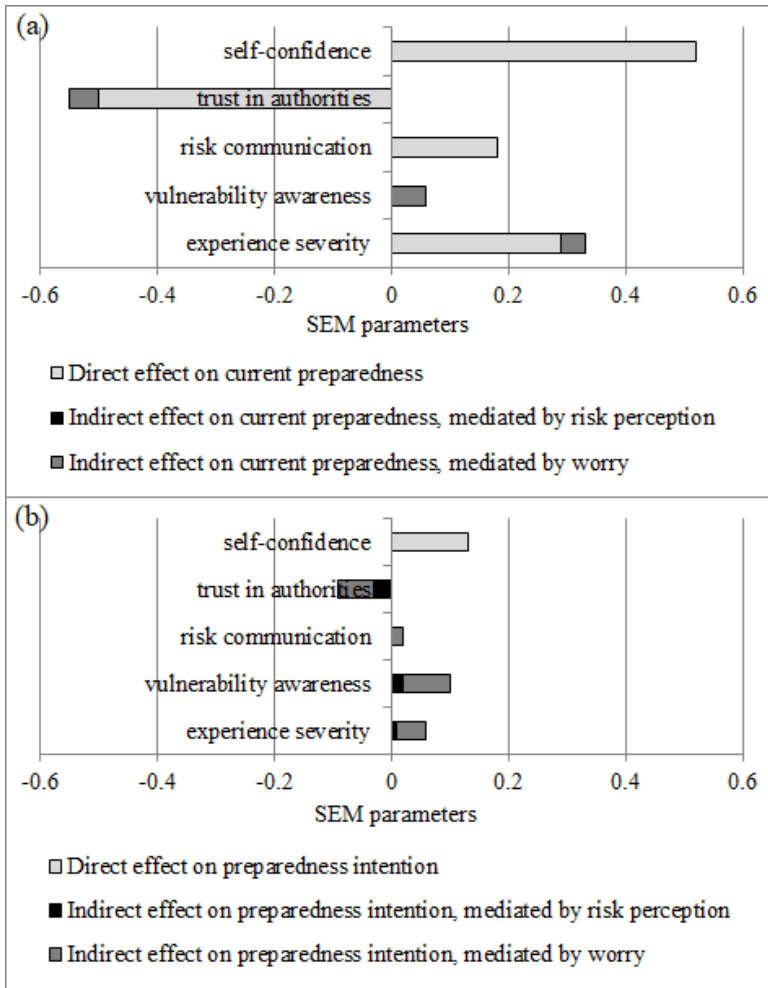 (a)
self-confidence
trust in authorities
risk communication
vulnerability awareness
experience severity
-0.6 -0.4 -0.2 0 0.2 0.4 0.6
SEM parameters
Direct effect on current preparedness
Indirect effect on current preparedness, mediated by risk perception
Indirect effect on current preparedness, mediated by worry
(b)
self-confidence
trust in authorities
risk communication
vulnerability awareness
experience severity
-0.6 -0.4 -0.2 0 0.2 0.4 0.6
SEM parameters
Direct effect on preparedness intention
Indirect effect on preparedness intention, mediated by risk perception
Indirect effect on preparedness intention, mediated by worry